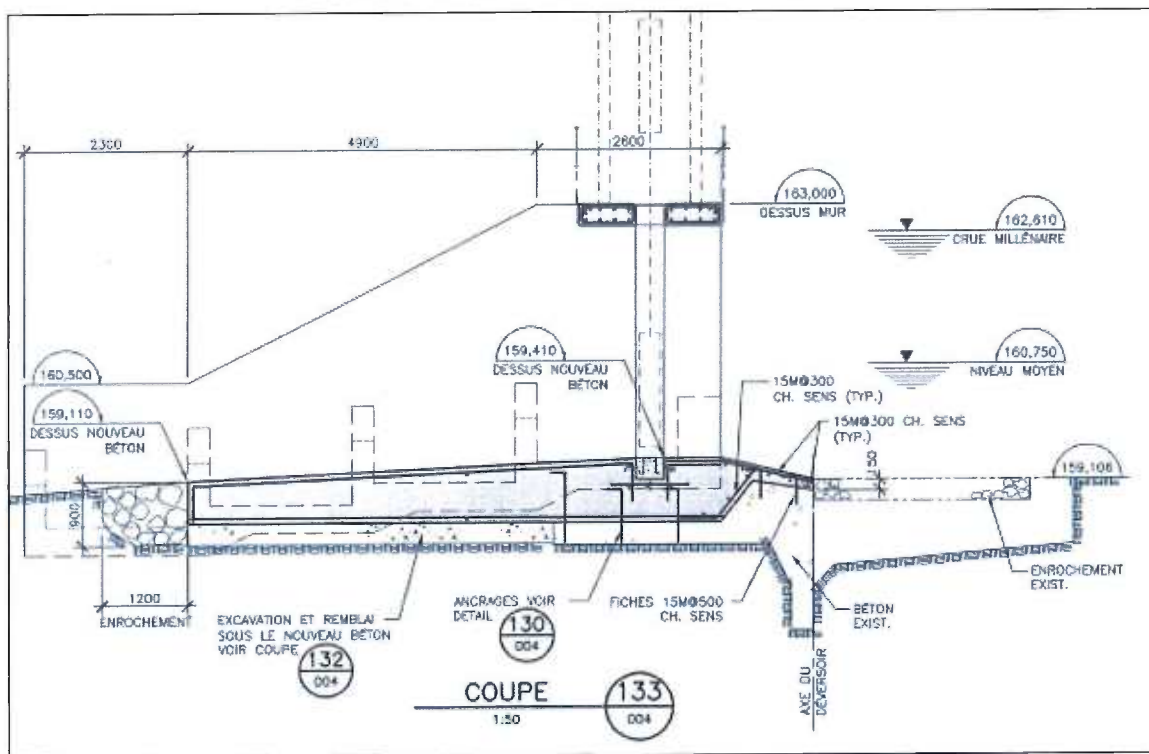 2300
4900
2600
163,000
DESSUS MUR
162,610
CRUE MILLÉNAIRE
159,410
DESSUS NOUVEAU
BÉTON
160,750
NIVEAU MOYEN
160,500
159,110
DESSUS NOUVEAU
BÉTON
15M@300
CH. SENS (TYP.)
15M@300 CH. SENS
(TYP.)
150
159,106
900
1200
ENROCHEMENT
EXCAVATION ET REMBLAI
SOUS LE NOUVEAU BÉTON
VOIR COUPE
132
004
ANCRAGES VOIR
DETAIL
130
004
FICHES 15M@500
CH. SENS
BÉTON
EXIST.
ENROCHEMENT
EXIST.
AXE DU
DÉVERSOIR
COUPE
1:50
133
004